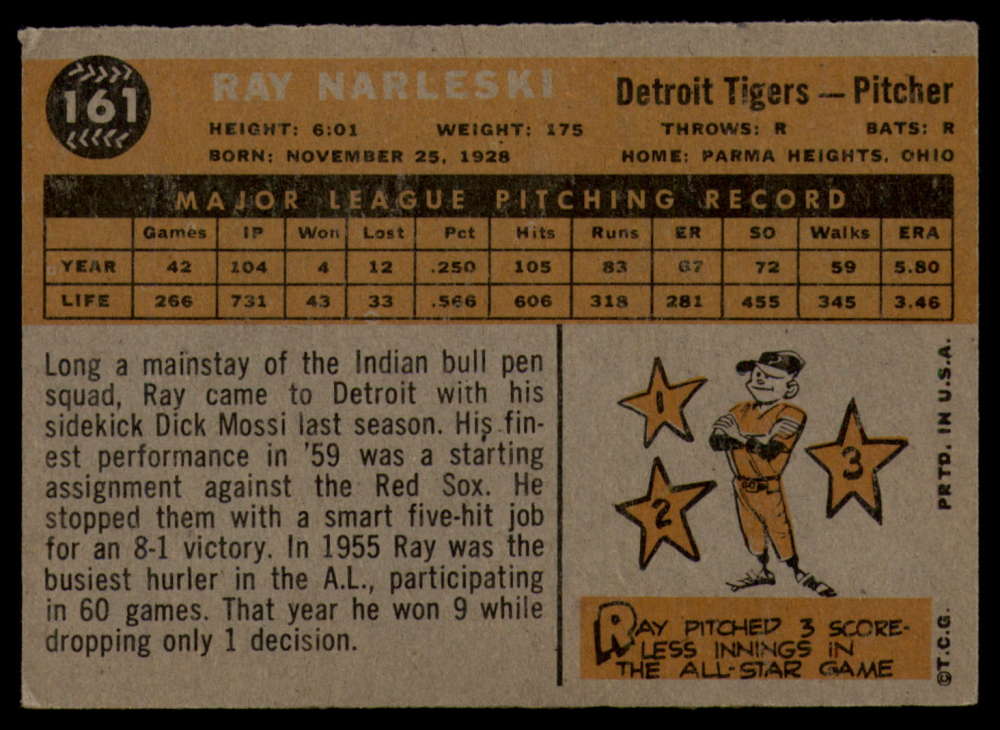 161
RAY NARLESKI
Detroit Tigers — Pitcher
HEIGHT: 6:01 WEIGHT: 175 THROWS: R BATS: R
BORN: NOVEMBER 25, 1928 HOME: PARMA HEIGHTS, OHIO
MAJOR LEAGUE PITCHING RECORD
Games IP Won Lost Pct Hits Runs ER SO Walks ERA
YEAR 42 104 4 12 .250 105 83 67 72 59 5.80
LIFE 266 731 43 33 .566 606 318 281 455 345 3.46
Long a mainstay of the Indian bull pen
squad, Ray came to Detroit with his
sidekick Dick Mossi last season. His fin-
est performance in '59 was a starting
assignment against the Red Sox. He
stopped them with a smart five-hit job
for an 8-1 victory. In 1955 Ray was the
busiest hurler in the A.L., participating
in 60 games. That year he won 9 while
dropping only 1 decision.
1
2
3
RAY PITCHED 3 SCORE-
LESS INNINGS IN
THE ALL-STAR GAME
PRTD. IN U.S.A.
©T.C.G.